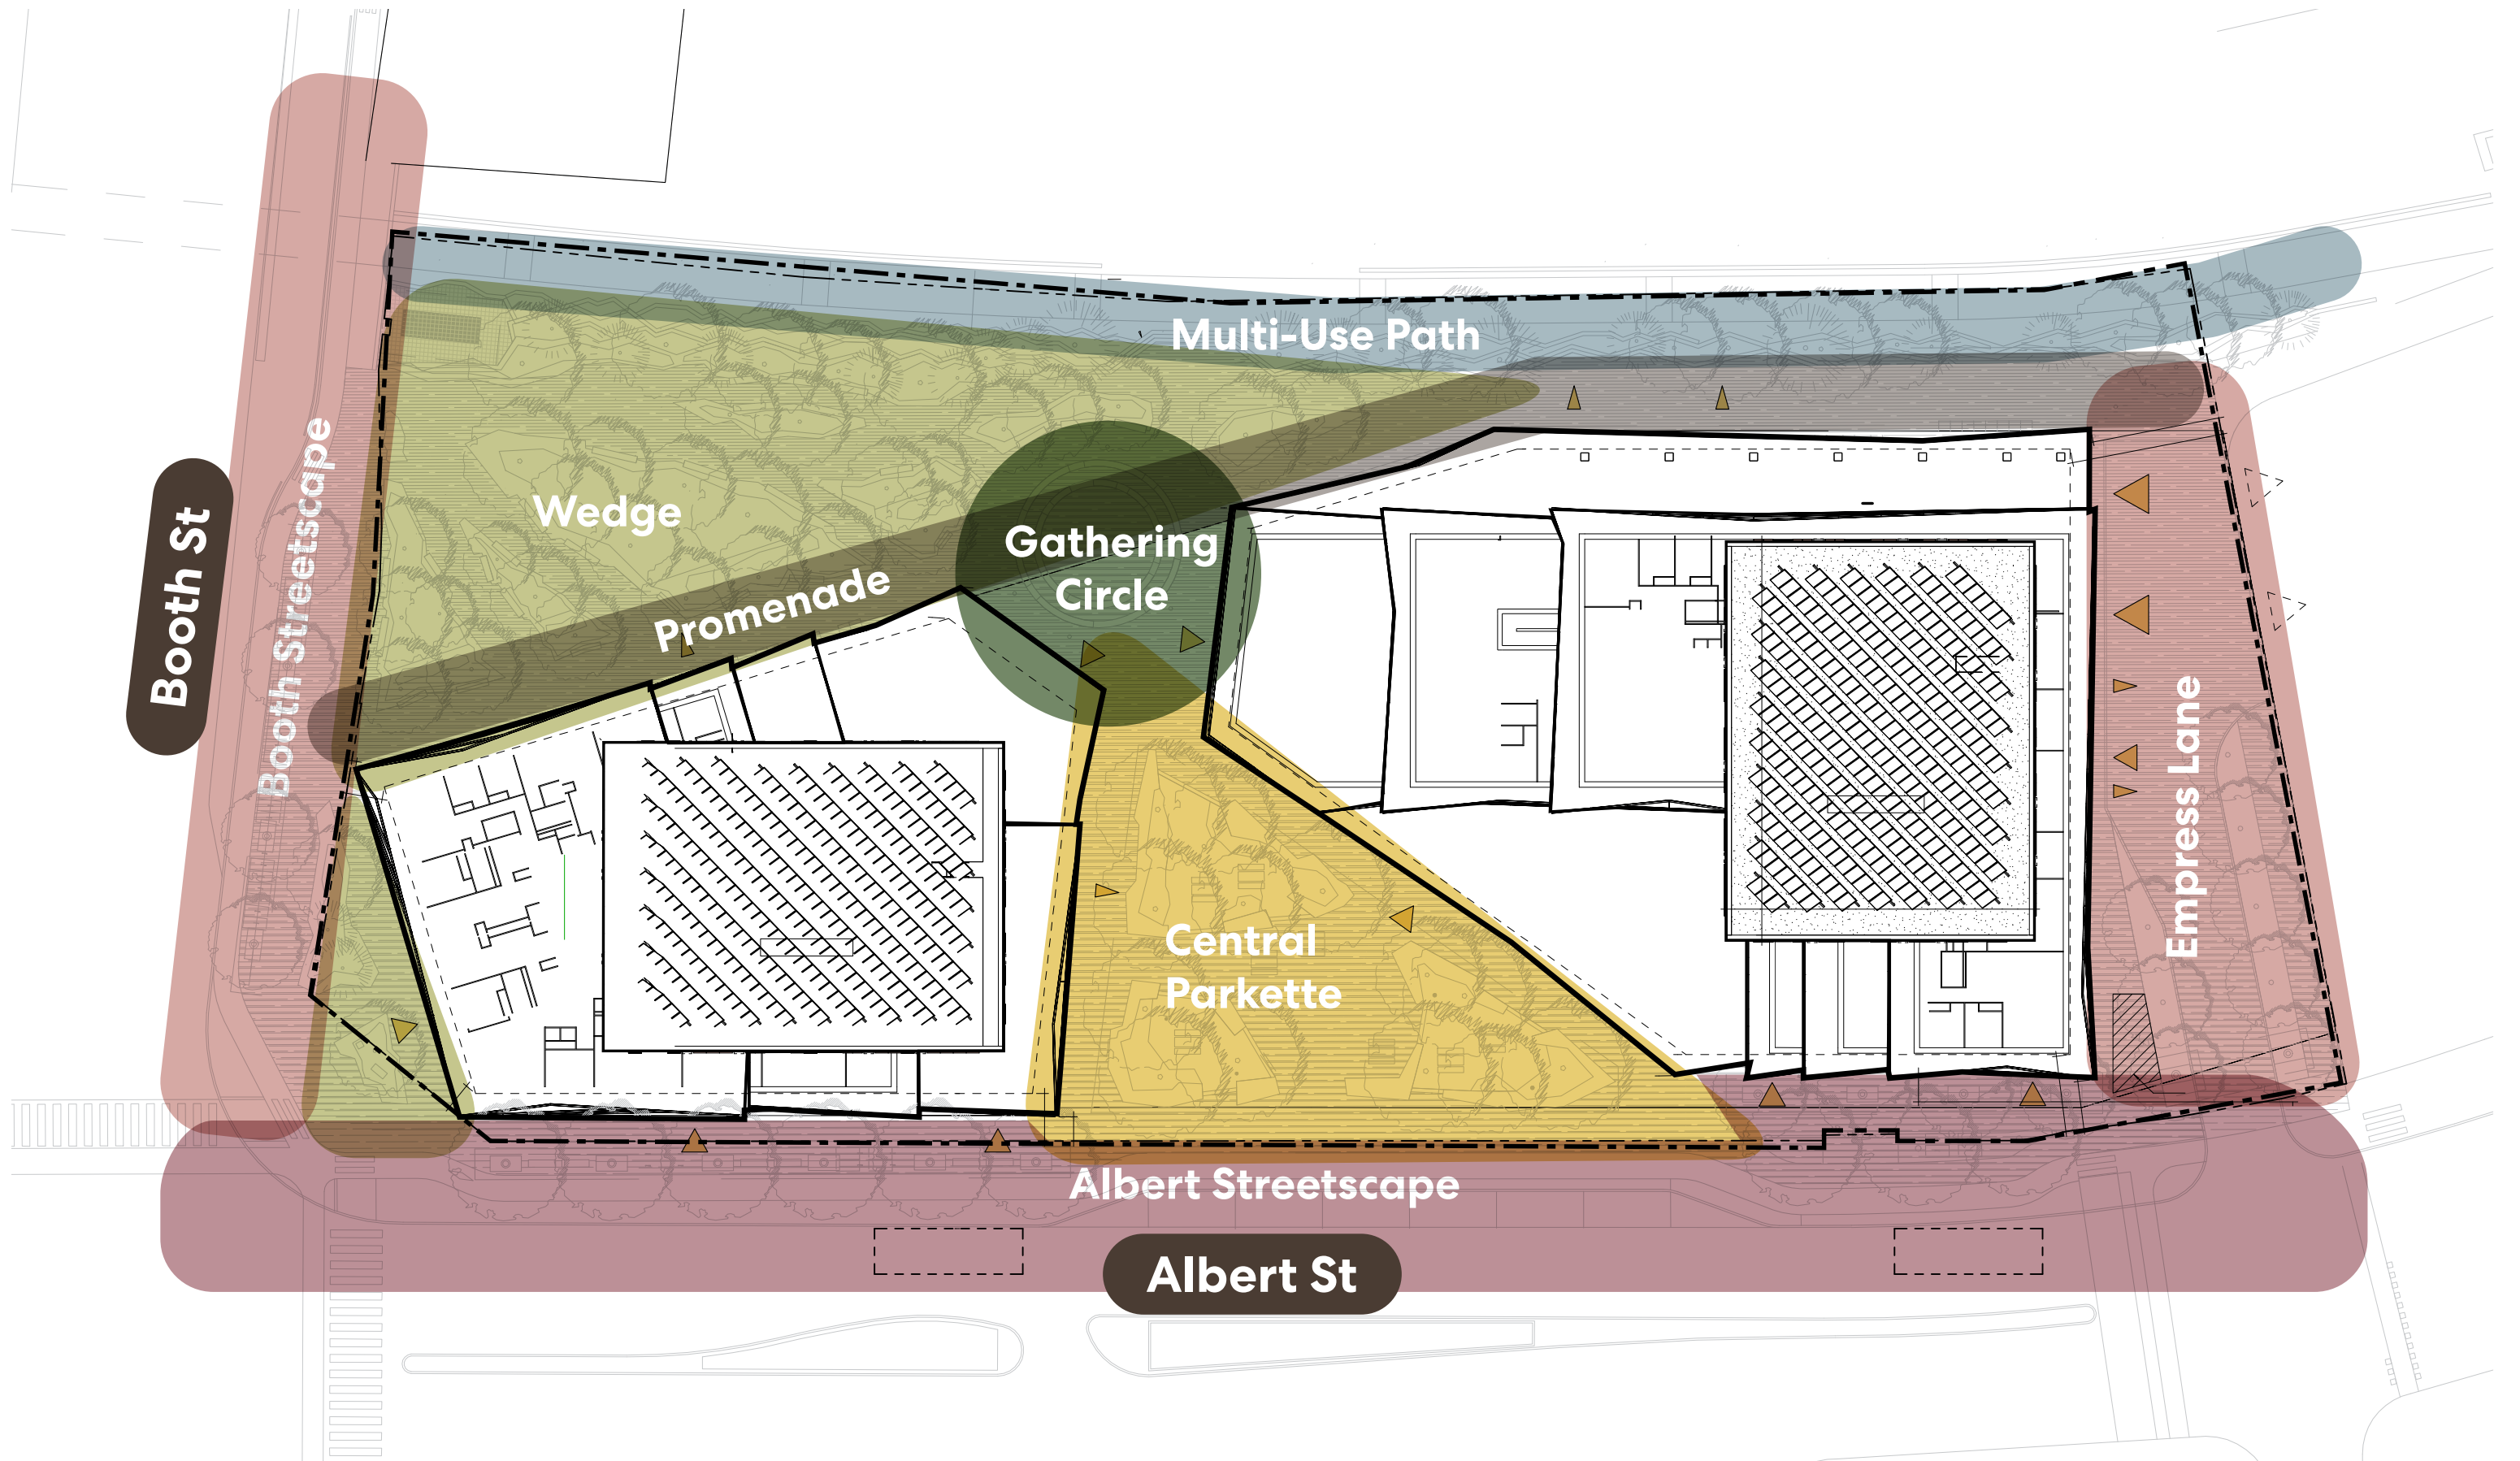 Multi-Use Path
Wedge
Gathering
Circle
Promenade
Booth St
Booth Streetscape
Empress Lane
Central
Parkette
Albert Streetscape
Albert St